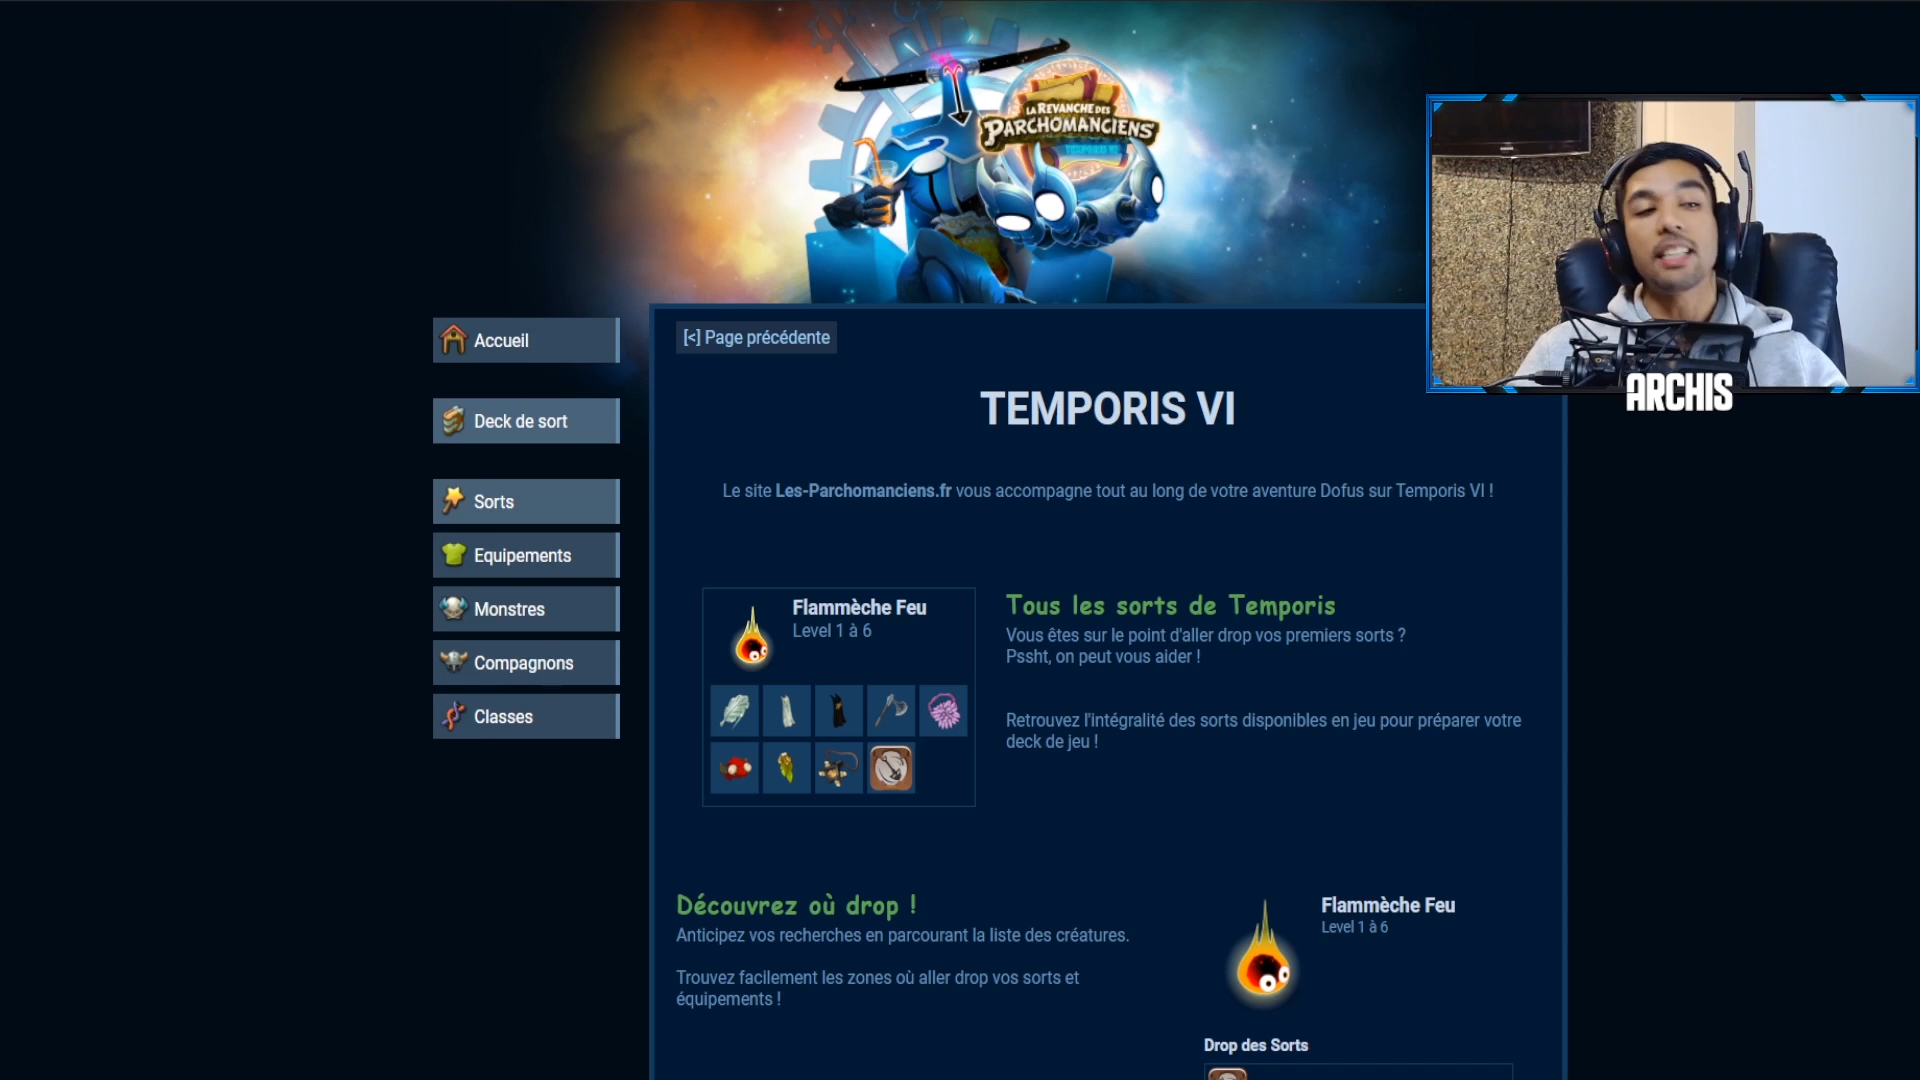 LA REVANCHE DES
PARCHOMANCIENS
TEMPORIS VI
ARCHIS
Accueil
Deck de sort
Sorts
Equipements
Monstres
Compagnons
Classes
[<] Page précédente
TEMPORIS VI
Le site Les-Parchomanciens.fr vous accompagne tout au long de votre aventure Dofus sur Temporis VI !
Flammèche Feu
Level 1 à 6
Tous les sorts de Temporis
Vous êtes sur le point d'aller drop vos premiers sorts ?
Pssht, on peut vous aider !
Retrouvez l'intégralité des sorts disponibles en jeu pour préparer votre
deck de jeu !
Découvrez où drop !
Anticipez vos recherches en parcourant la liste des créatures.
Trouvez facilement les zones où aller drop vos sorts et
équipements !
Flammèche Feu
Level 1 à 6
Drop des Sorts